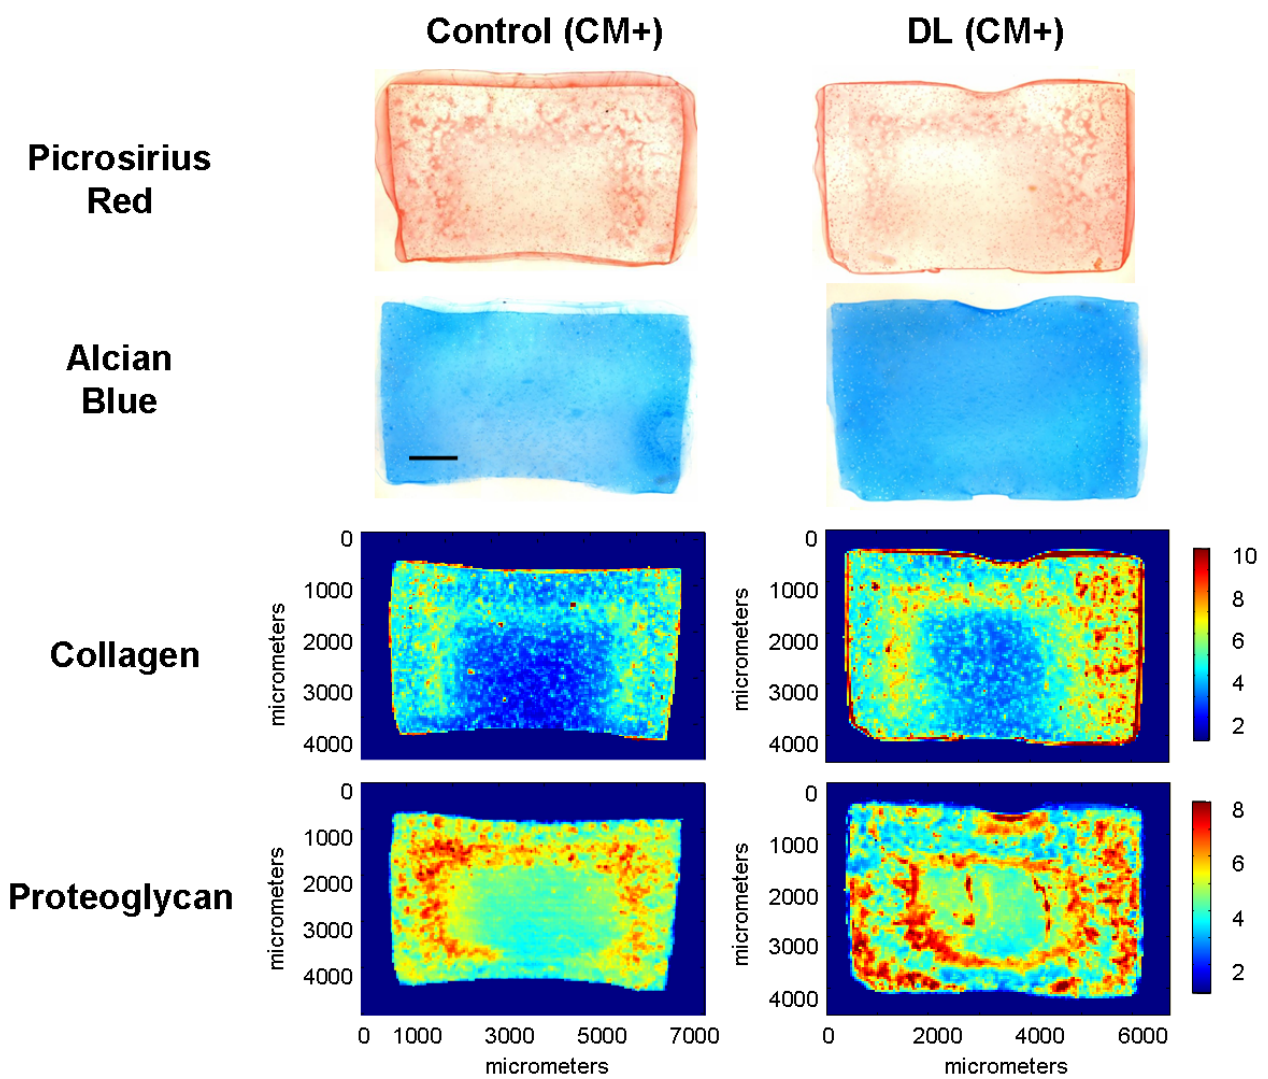 Control (CM+)
DL (CM+)
Picrosirius
Red
Alcian
Blue
Collagen
micrometers
0
1000
2000
3000
4000
micrometers
0
1000
2000
3000
4000
10
8
6
4
2
Proteoglycan
micrometers
0
1000
2000
3000
4000
0 1000 3000 5000 7000
micrometers
micrometers
0
1000
2000
3000
4000
0 2000 4000 6000
micrometers
8
6
4
2